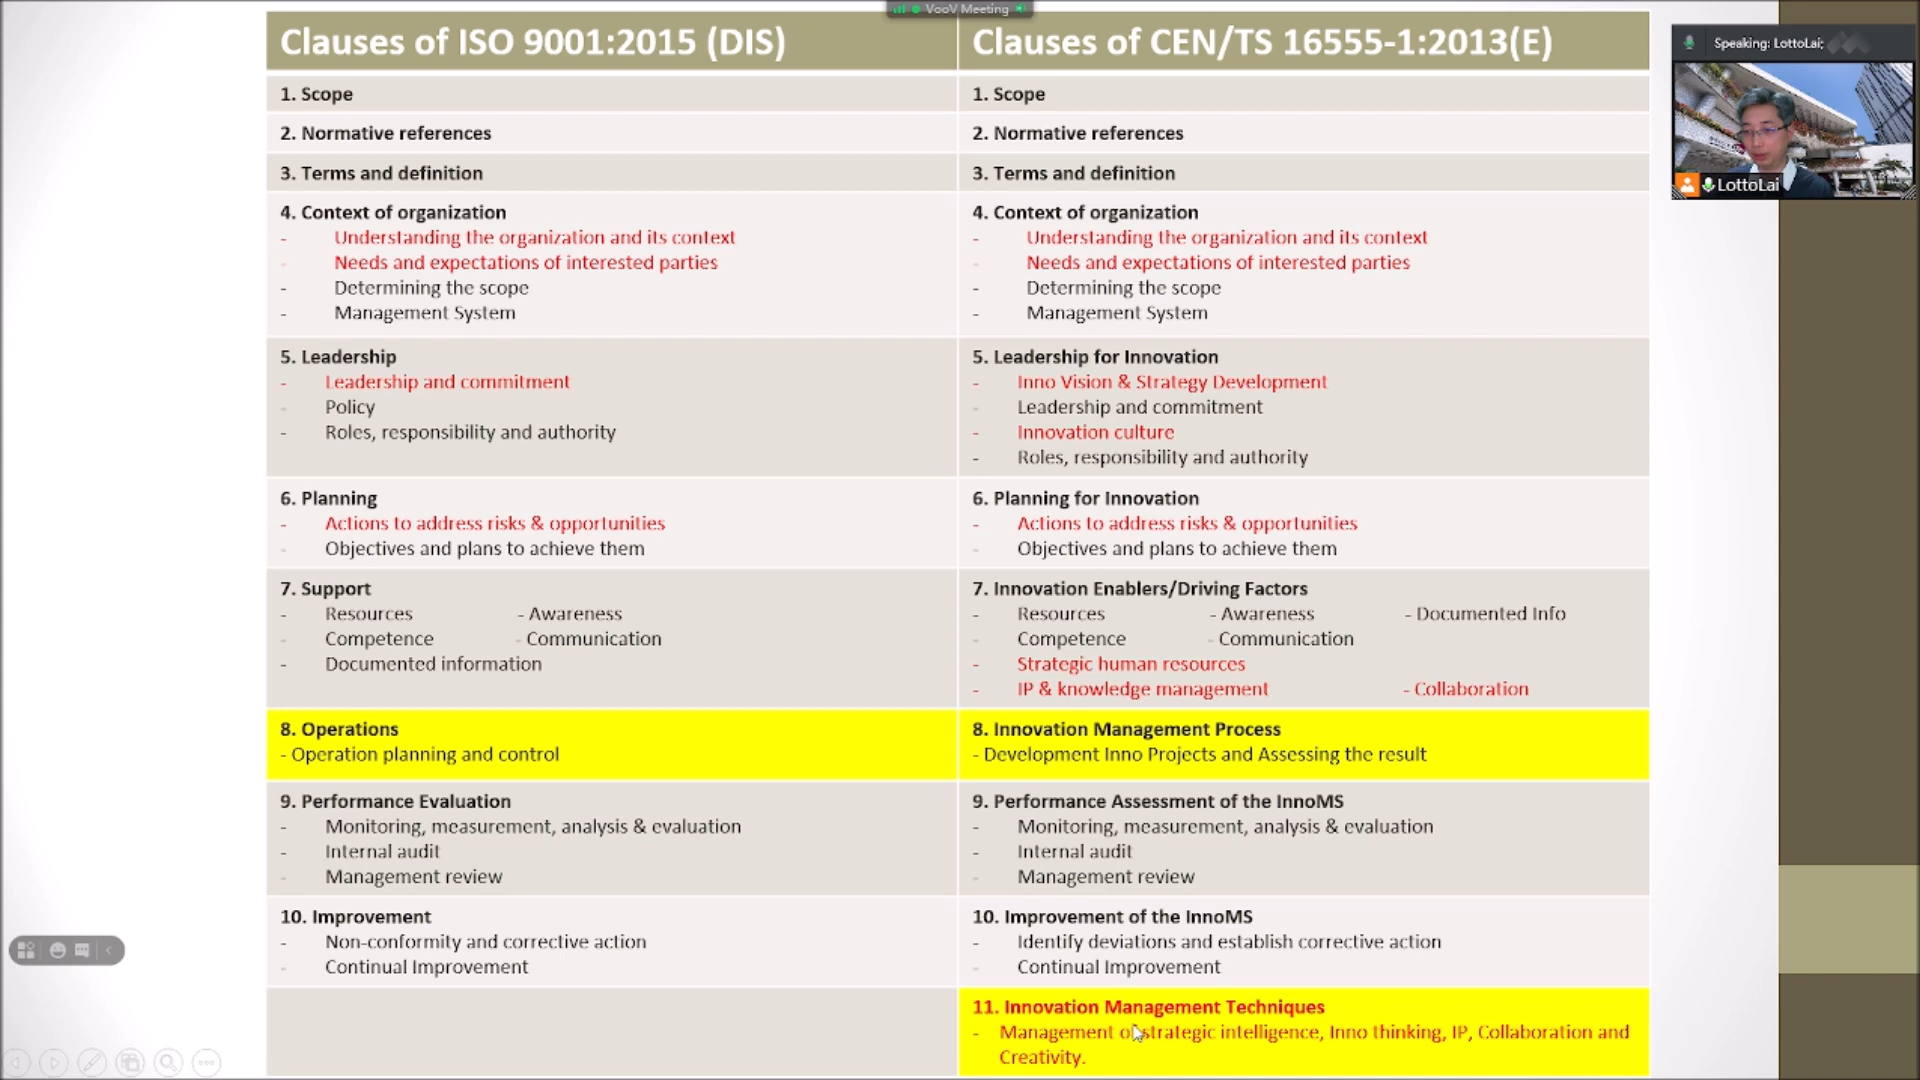 VooV Meeting
Clauses of ISO 9001:2015 (DIS)
Clauses of CEN/TS 16555-1:2013(E)
1. Scope
1. Scope
2. Normative references
2. Normative references
3. Terms and definition
3. Terms and definition
4. Context of organization
- Understanding the organization and its context
- Needs and expectations of interested parties
- Determining the scope
- Management System
4. Context of organization
- Understanding the organization and its context
- Needs and expectations of interested parties
- Determining the scope
- Management System
5. Leadership
- Leadership and commitment
- Policy
- Roles, responsibility and authority
5. Leadership for Innovation
- Inno Vision & Strategy Development
- Leadership and commitment
- Innovation culture
- Roles, responsibility and authority
6. Planning
- Actions to address risks & opportunities
- Objectives and plans to achieve them
6. Planning for Innovation
- Actions to address risks & opportunities
- Objectives and plans to achieve them
7. Support
- Resources - Awareness
- Competence - Communication
- Documented information
7. Innovation Enablers/Driving Factors
- Resources - Awareness - Documented Info
- Competence - Communication
- Strategic human resources
- IP & knowledge management - Collaboration
8. Operations
- Operation planning and control
8. Innovation Management Process
- Development Inno Projects and Assessing the result
9. Performance Evaluation
- Monitoring, measurement, analysis & evaluation
- Internal audit
- Management review
9. Performance Assessment of the InnoMS
- Monitoring, measurement, analysis & evaluation
- Internal audit
- Management review
10. Improvement
- Non-conformity and corrective action
- Continual Improvement
10. Improvement of the InnoMS
- Identify deviations and establish corrective action
- Continual Improvement
11. Innovation Management Techniques
- Management of strategic intelligence, Inno thinking, IP, Collaboration and
Creativity.
Speaking: LottoLai;
LottoLai